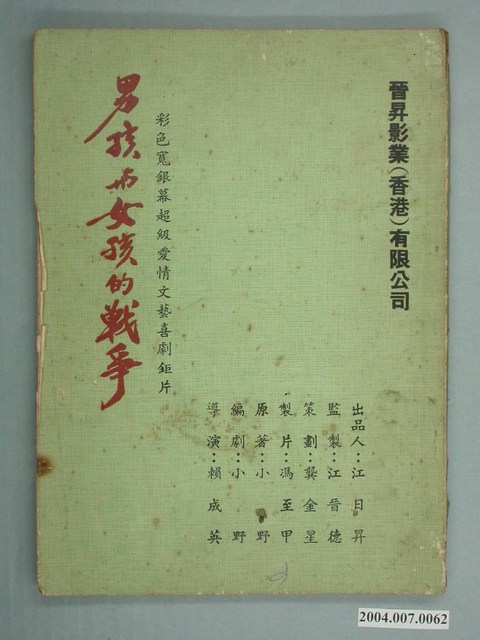 晉昇影業（香港）有限公司
彩色寬銀幕超級愛情文藝喜劇鉅片
男孩与女孩的戰爭
出品人：江日昇
監製：江晉德
策劃：龔金星
製片：馮至甲
原著：小野
編劇：小野
導演：賴成英
2004.007.0062